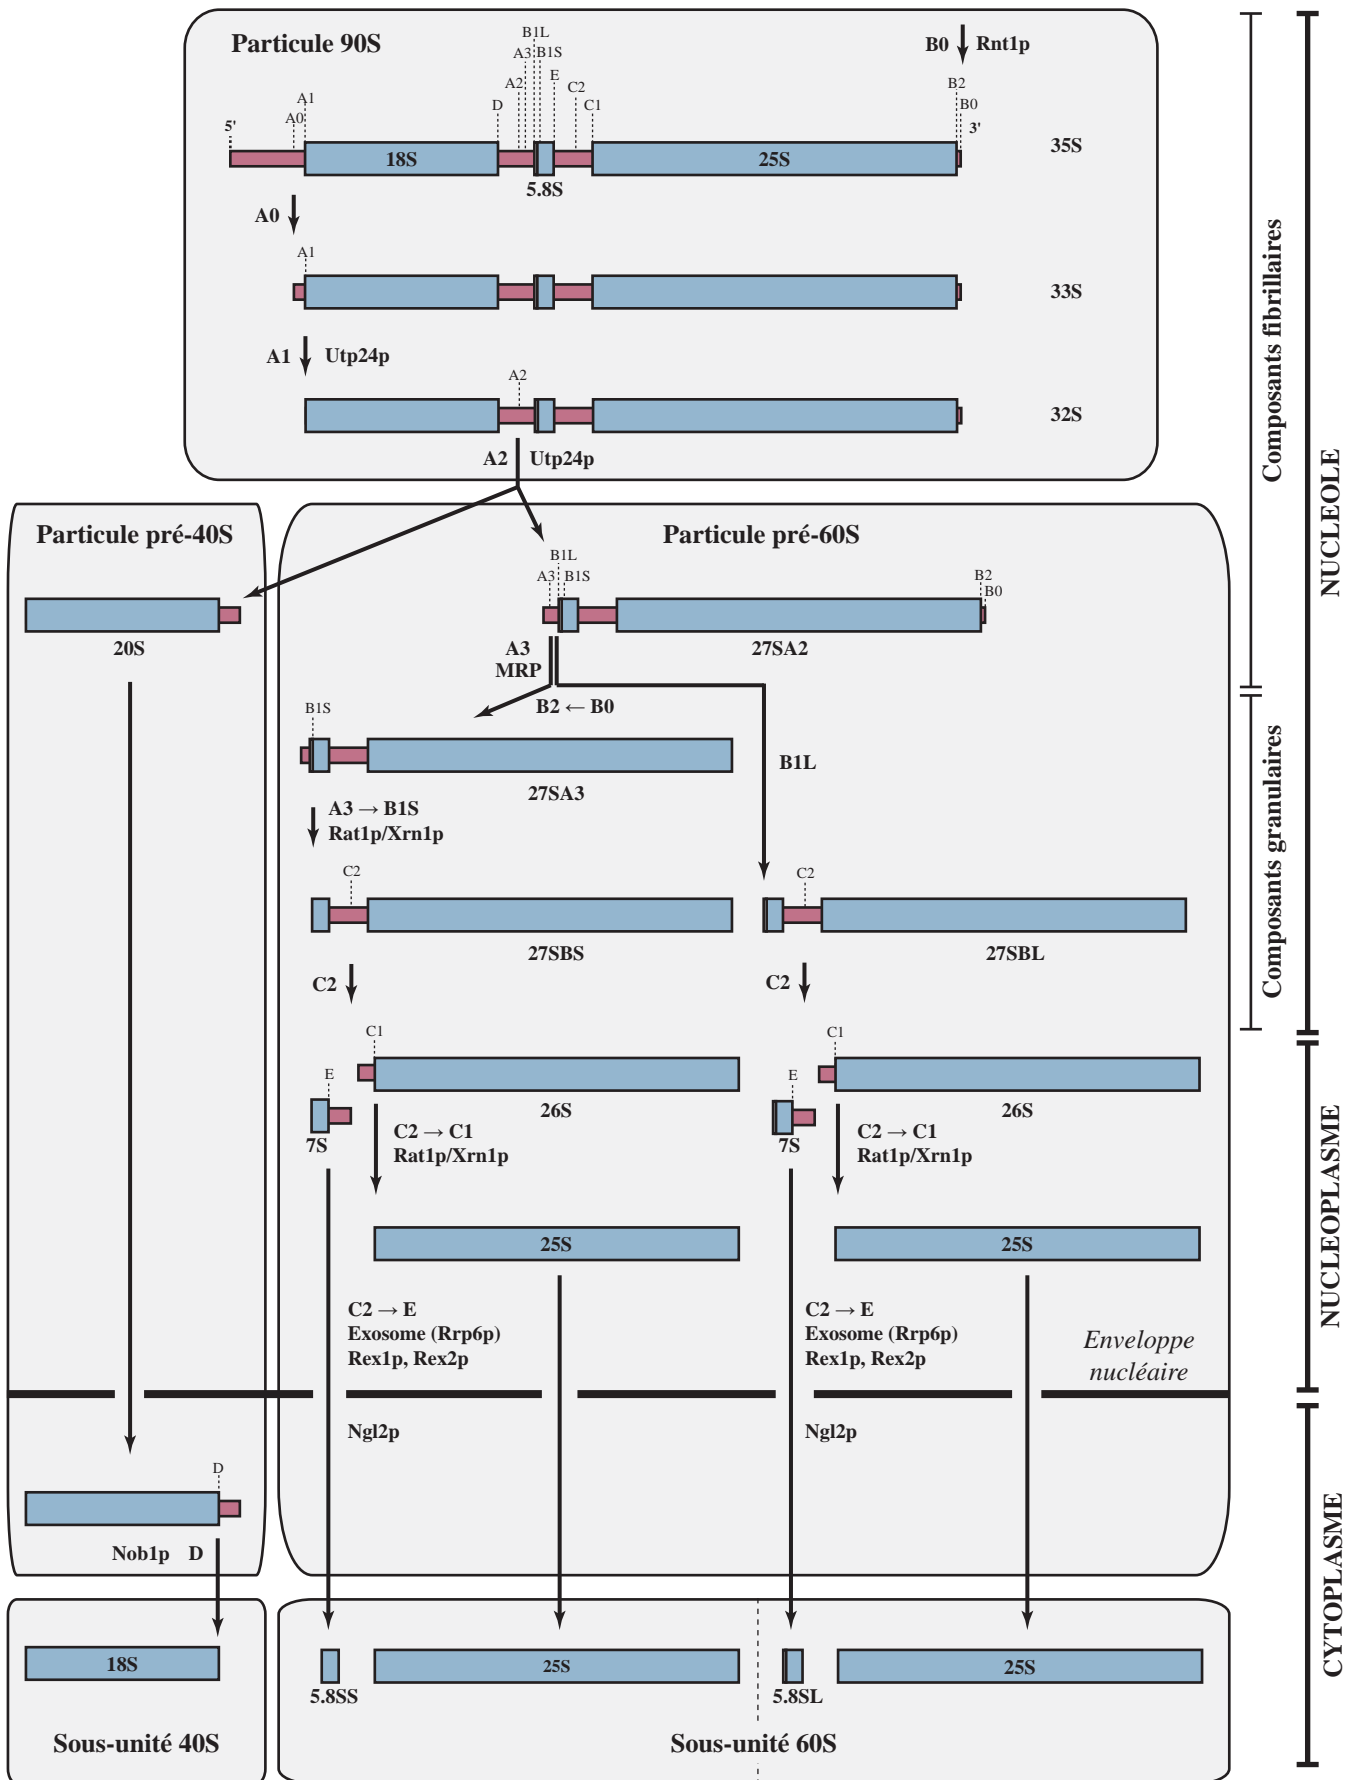 Particule 90S
B0 Rnt1p
B1L
A3 B1S
A2 E C2
A1 D C1 B2
A0 B0
5' 3'
18S 25S 35S
5.8S
A0
A1
33S
A1 Utp24p
A2
32S
A2 Utp24p
Composants fibrillaires
NUCLEOLE
Particule pré-40S
Particule pré-60S
B1L
A3 B1S B2
B0
20S
27SA2
A3
MRP
B2 ← B0
B1S
B1L
27SA3
A3 → B1S
Rat1p/Xrn1p
C2 C2
27SBS 27SBL
C2 C2
Composants granulaires
C1 C1
E E
26S 26S
7S 7S
C2 → C1 C2 → C1
Rat1p/Xrn1p Rat1p/Xrn1p
25S 25S
C2 → E C2 → E
Exosome (Rrp6p) Exosome (Rrp6p)
Rex1p, Rex2p Rex1p, Rex2p
Enveloppe
nucléaire
NUCLEOPLASME
Ngl2p Ngl2p
D
Nob1p D
18S 25S 25S
5.8SS 5.8SL
Sous-unité 40S Sous-unité 60S
CYTOPLASME